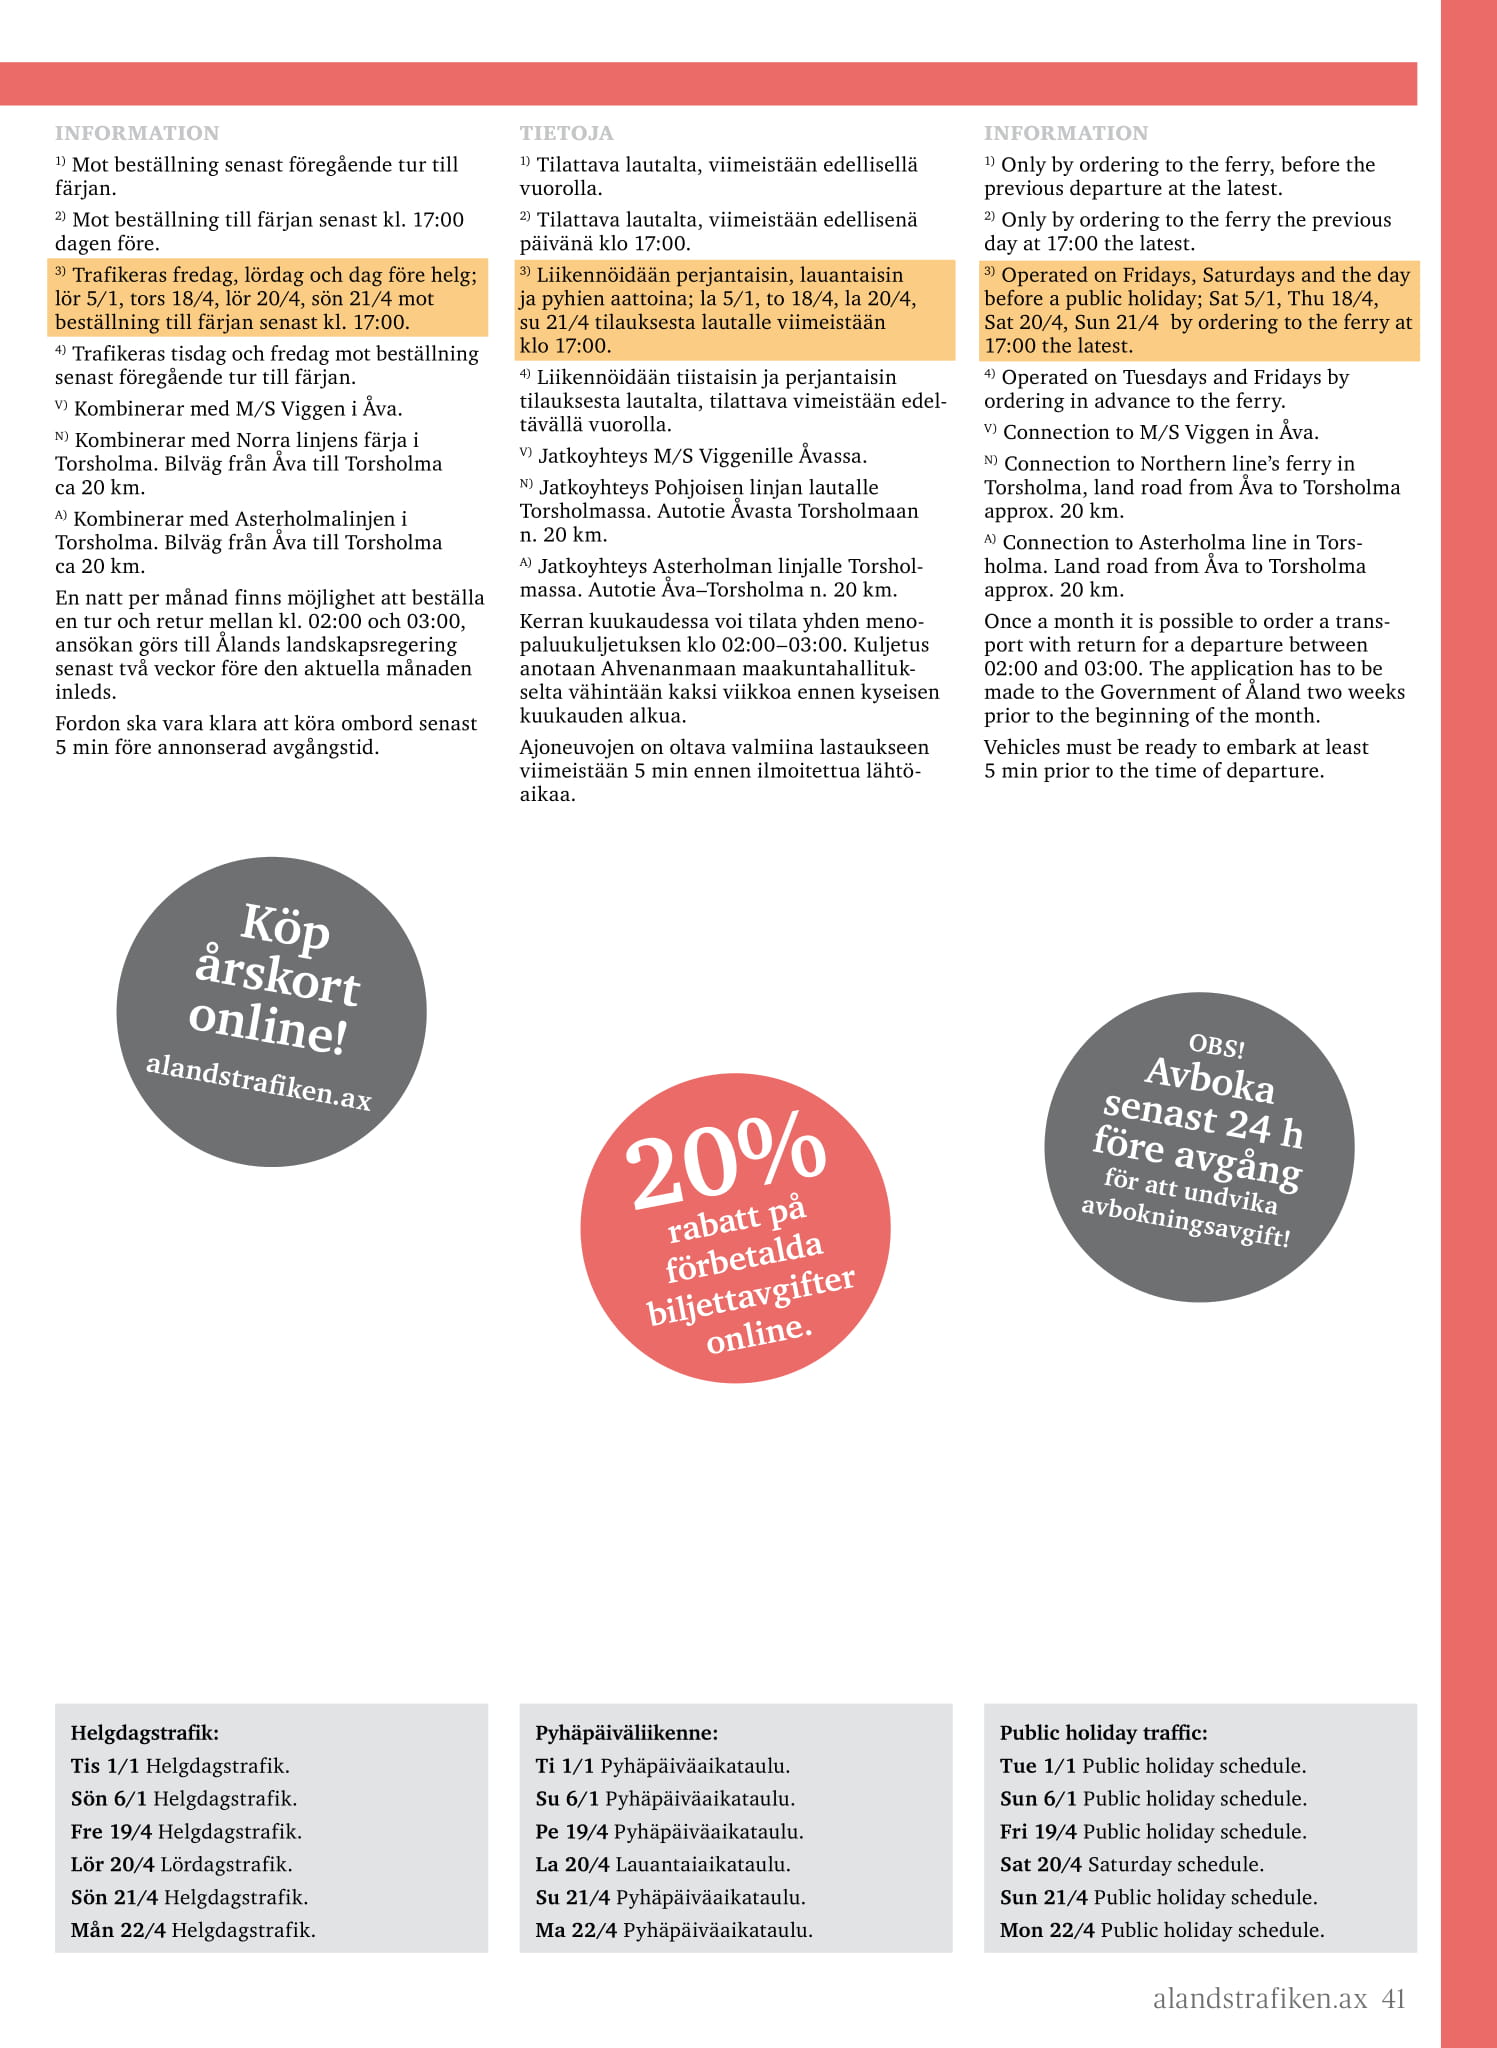 INFORMATION
1) Mot beställning senast föregående tur till
färjan.
2) Mot beställning till färjan senast kl. 17:00
dagen före.
3) Trafikeras fredag, lördag och dag före helg;
lör 5/1, tors 18/4, lör 20/4, sön 21/4 mot
beställning till färjan senast kl. 17:00.
4) Trafikeras tisdag och fredag mot beställning
senast föregående tur till färjan.
V) Kombinerar med M/S Viggen i Åva.
N) Kombinerar med Norra linjens färja i
Torsholma. Bilväg från Åva till Torsholma
ca 20 km.
A) Kombinerar med Asterholmalinjen i
Torsholma. Bilväg från Åva till Torsholma
ca 20 km.
En natt per månad finns möjlighet att beställa
en tur och retur mellan kl. 02:00 och 03:00,
ansökan görs till Ålands landskapsregering
senast två veckor före den aktuella månaden
inleds.
Fordon ska vara klara att köra ombord senast
5 min före annonserad avgångstid.
TIETOJA
1) Tilattava lautalta, viimeistään edellisellä
vuorolla.
2) Tilattava lautalta, viimeistään edellisenä
päivänä klo 17:00.
3) Liikennöidään perjantaisin, lauantaisin
ja pyhien aattoina; la 5/1, to 18/4, la 20/4,
su 21/4 tilauksesta lautalle viimeistään
klo 17:00.
4) Liikennöidään tiistaisin ja perjantaisin
tilauksesta lautalta, tilattava vimeistään edel-
tävällä vuorolla.
V) Jatkoyhteys M/S Viggenille Åvassa.
N) Jatkoyhteys Pohjoisen linjan lautalle
Torsholmassa. Autotie Åvasta Torsholmaan
n. 20 km.
A) Jatkoyhteys Asterholman linjalle Torshol-
massa. Autotie Åva–Torsholma n. 20 km.
Kerran kuukaudessa voi tilata yhden meno-
paluukuljetuksen klo 02:00–03:00. Kuljetus
anotaan Ahvenanmaan maakuntahallituk-
selta vähintään kaksi viikkoa ennen kyseisen
kuukauden alkua.
Ajoneuvojen on oltava valmiina lastaukseen
viimeistään 5 min ennen ilmoitettua lähtö-
aikaa.
INFORMATION
1) Only by ordering to the ferry, before the
previous departure at the latest.
2) Only by ordering to the ferry the previous
day at 17:00 the latest.
3) Operated on Fridays, Saturdays and the day
before a public holiday; Sat 5/1, Thu 18/4,
Sat 20/4, Sun 21/4 by ordering to the ferry at
17:00 the latest.
4) Operated on Tuesdays and Fridays by
ordering in advance to the ferry.
V) Connection to M/S Viggen in Åva.
N) Connection to Northern line’s ferry in
Torsholma, land road from Åva to Torsholma
approx. 20 km.
A) Connection to Asterholma line in Tors-
holma. Land road from Åva to Torsholma
approx. 20 km.
Once a month it is possible to order a trans-
port with return for a departure between
02:00 and 03:00. The application has to be
made to the Government of Åland two weeks
prior to the beginning of the month.
Vehicles must be ready to embark at least
5 min prior to the time of departure.
Köp
årskort
online!
alandstrafiken.ax
20%
rabatt på
förbetalda
biljettavgifter
online.
OBS!
Avboka
senast 24 h
före avgång
för att undvika
avbokningsavgift!
Helgdagstrafik:
Tis 1/1 Helgdagstrafik.
Sön 6/1 Helgdagstrafik.
Fre 19/4 Helgdagstrafik.
Lör 20/4 Lördagstrafik.
Sön 21/4 Helgdagstrafik.
Mån 22/4 Helgdagstrafik.
Pyhäpäiväliikenne:
Ti 1/1 Pyhäpäiväaikataulu.
Su 6/1 Pyhäpäiväaikataulu.
Pe 19/4 Pyhäpäiväaikataulu.
La 20/4 Lauantaiaikataulu.
Su 21/4 Pyhäpäiväaikataulu.
Ma 22/4 Pyhäpäiväaikataulu.
Public holiday traffic:
Tue 1/1 Public holiday schedule.
Sun 6/1 Public holiday schedule.
Fri 19/4 Public holiday schedule.
Sat 20/4 Saturday schedule.
Sun 21/4 Public holiday schedule.
Mon 22/4 Public holiday schedule.
alandstrafiken.ax 41